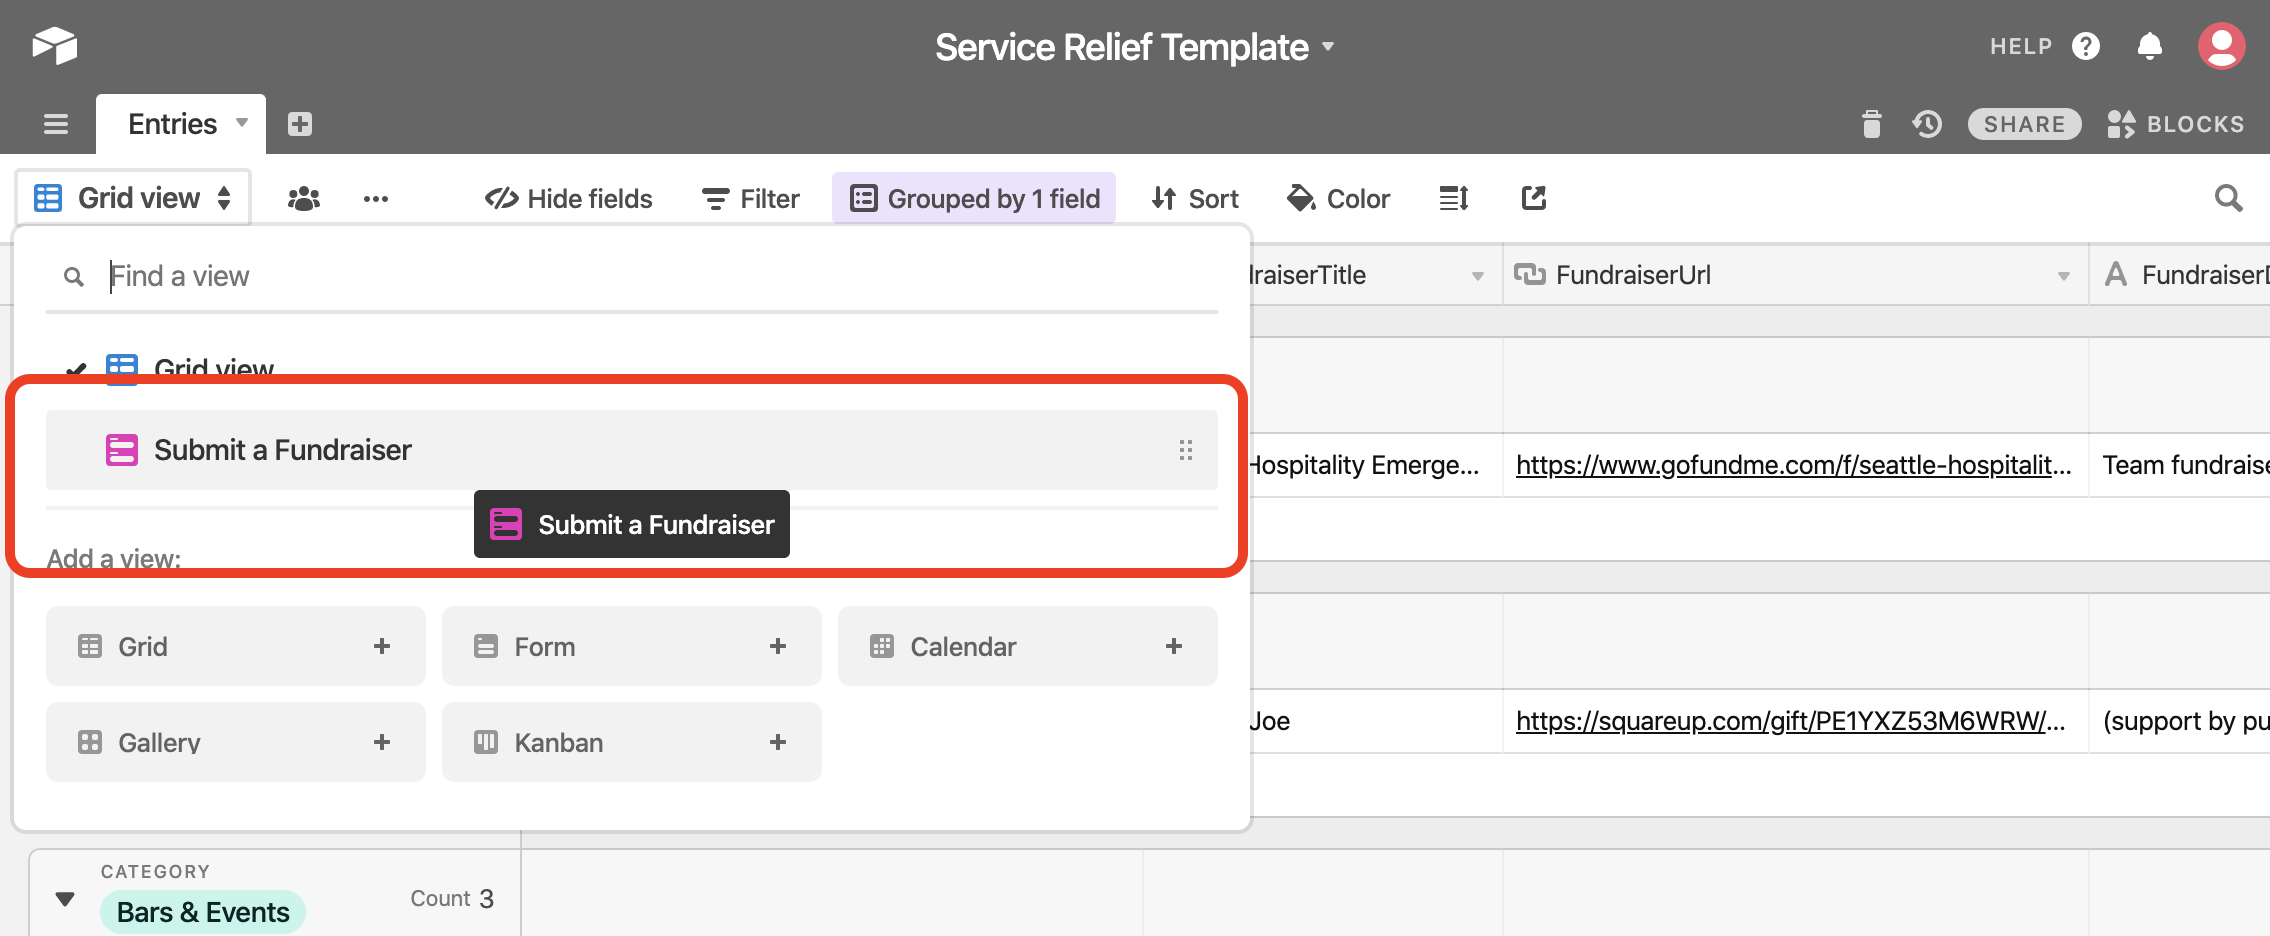 Service Relief Template
HELP
Entries
SHARE
BLOCKS
Grid view
Hide fields
Filter
Grouped by 1 field
Sort
Color
Find a view
draiserTitle
FundraiserUrl
FundraiserD
Grid view
Submit a Fundraiser
Hospitality Emerge...
https://www.gofundme.com/f/seattle-hospitalit...
Team fundraise
Submit a Fundraiser
Add a view:
Grid
Form
Calendar
Joe
https://squareup.com/gift/PE1YXZ53M6WRW/...
(support by pu
Gallery
Kanban
CATEGORY
Bars & Events
Count 3